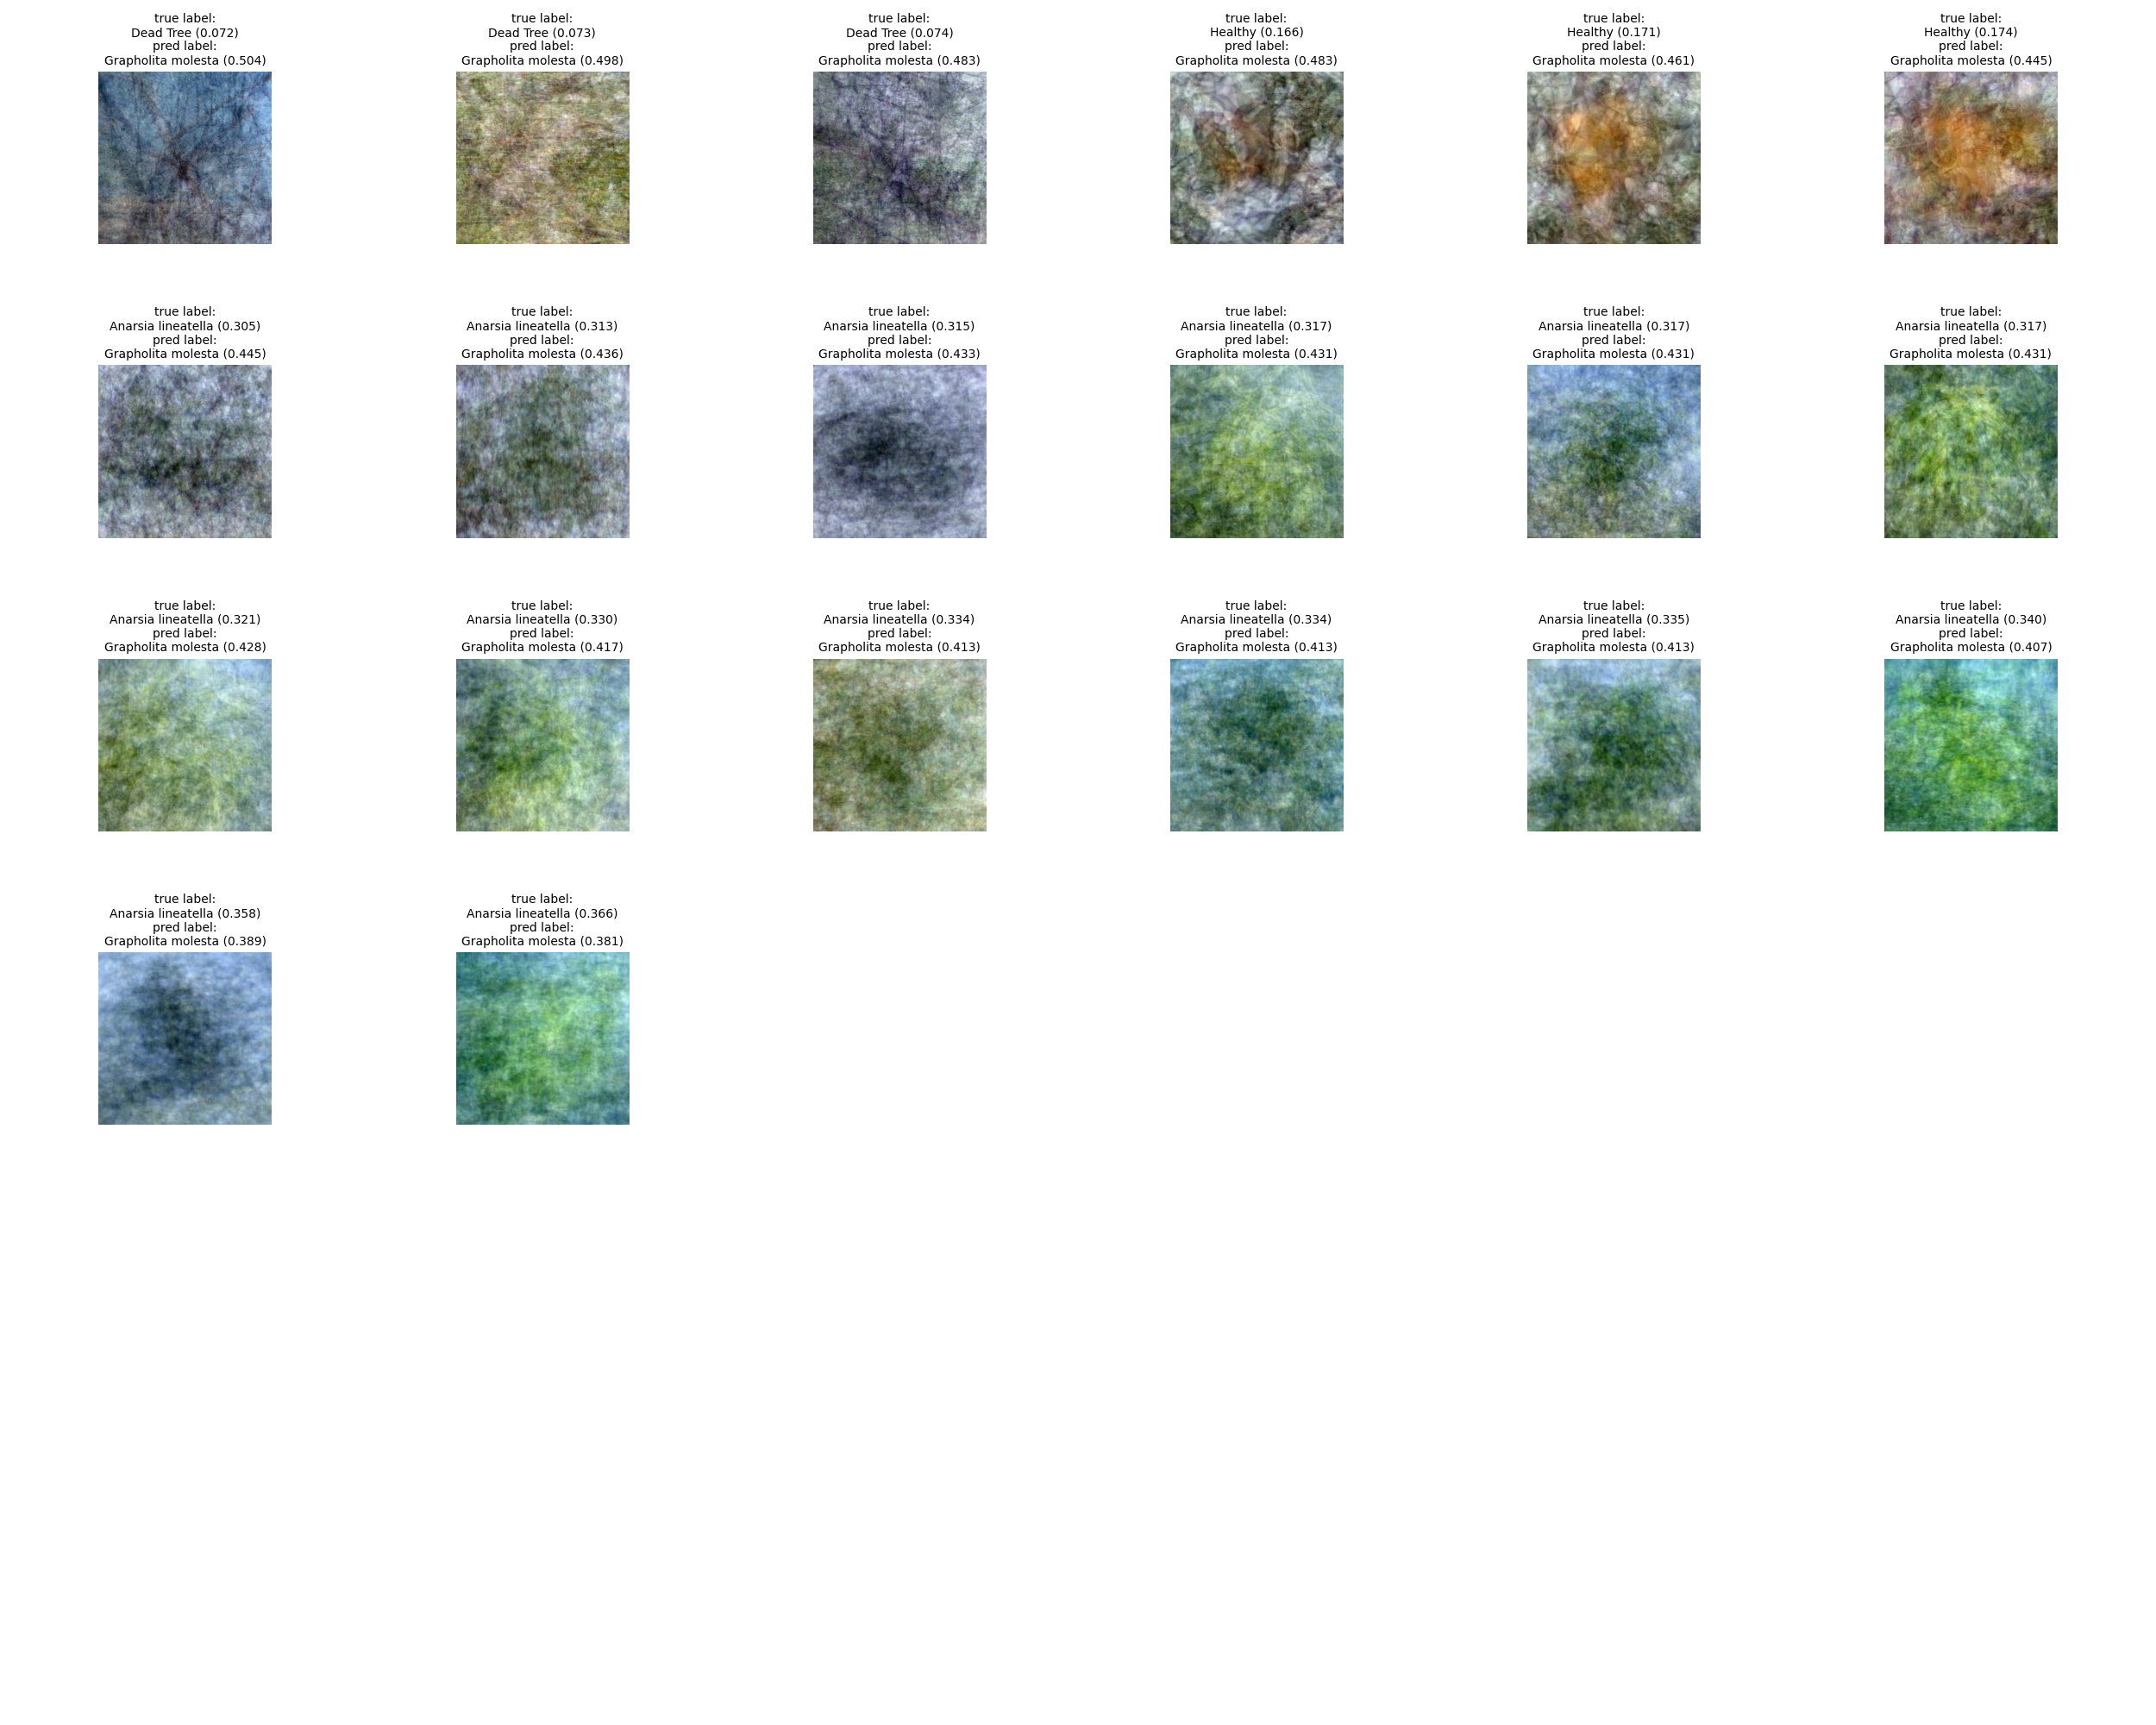 true label:
Dead Tree (0.072)
pred label:
Grapholita molesta (0.504)
true label:
Dead Tree (0.073)
pred label:
Grapholita molesta (0.498)
true label:
Dead Tree (0.074)
pred label:
Grapholita molesta (0.483)
true label:
Healthy (0.166)
pred label:
Grapholita molesta (0.483)
true label:
Healthy (0.171)
pred label:
Grapholita molesta (0.461)
true label:
Healthy (0.174)
pred label:
Grapholita molesta (0.445)
true label:
Anarsia lineatella (0.305)
pred label:
Grapholita molesta (0.445)
true label:
Anarsia lineatella (0.313)
pred label:
Grapholita molesta (0.436)
true label:
Anarsia lineatella (0.315)
pred label:
Grapholita molesta (0.433)
true label:
Anarsia lineatella (0.317)
pred label:
Grapholita molesta (0.431)
true label:
Anarsia lineatella (0.317)
pred label:
Grapholita molesta (0.431)
true label:
Anarsia lineatella (0.317)
pred label:
Grapholita molesta (0.431)
true label:
Anarsia lineatella (0.321)
pred label:
Grapholita molesta (0.428)
true label:
Anarsia lineatella (0.330)
pred label:
Grapholita molesta (0.417)
true label:
Anarsia lineatella (0.334)
pred label:
Grapholita molesta (0.413)
true label:
Anarsia lineatella (0.334)
pred label:
Grapholita molesta (0.413)
true label:
Anarsia lineatella (0.335)
pred label:
Grapholita molesta (0.413)
true label:
Anarsia lineatella (0.340)
pred label:
Grapholita molesta (0.407)
true label:
Anarsia lineatella (0.358)
pred label:
Grapholita molesta (0.389)
true label:
Anarsia lineatella (0.366)
pred label:
Grapholita molesta (0.381)